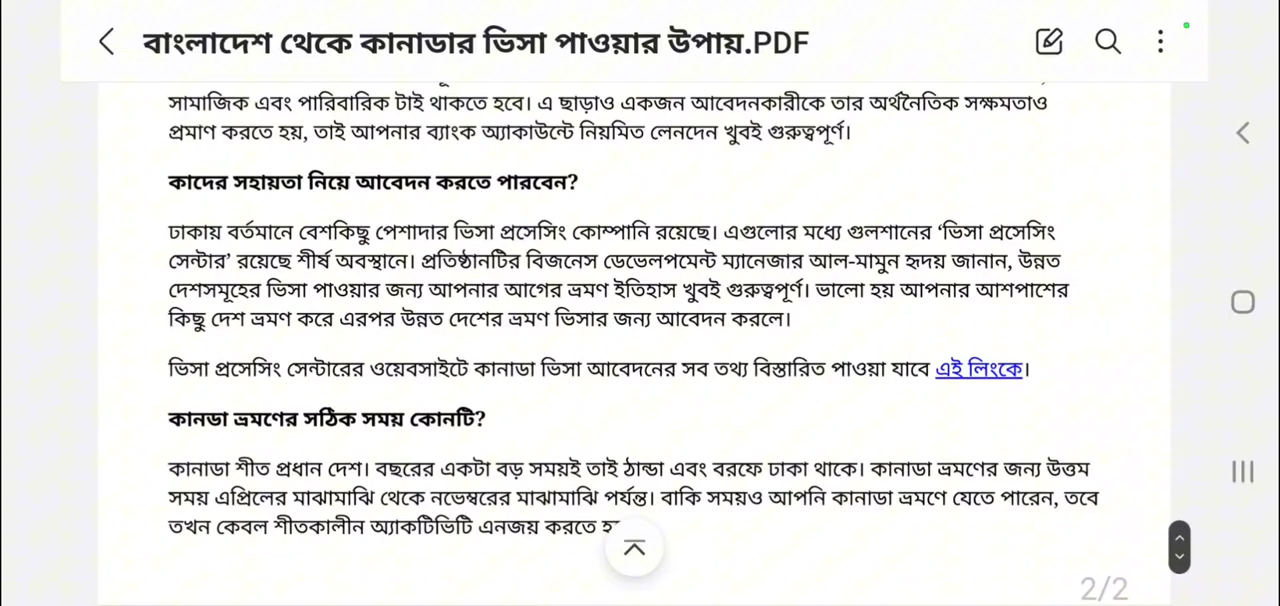 বাংলাদেশ থেকে কানাডার ভিসা পাওয়ার উপায়.PDF
সামাজিক এবং পারিবারিক টাই থাকতে হবে। এ ছাড়াও একজন আবেদনকারীকে তার অর্থনৈতিক সক্ষমতাও
প্রমাণ করতে হয়, তাই আপনার ব্যাংক অ্যাকাউন্টে নিয়মিত লেনদেন খুবই গুরুত্বপূর্ণ।
কাদের সহায়তা নিয়ে আবেদন করতে পারবেন?
ঢাকায় বর্তমানে বেশকিছু পেশাদার ভিসা প্রসেসিং কোম্পানি রয়েছে। এগুলোর মধ্যে গুলশানের ‘ভিসা প্রসেসিং
সেন্টার’ রয়েছে শীর্ষ অবস্থানে। প্রতিষ্ঠানটির বিজনেস ডেভেলপমেন্ট ম্যানেজার আল-মামুন হৃদয় জানান, উন্নত
দেশসমূহের ভিসা পাওয়ার জন্য আপনার আগের ভ্রমণ ইতিহাস খুবই গুরুত্বপূর্ণ। ভালো হয় আপনার আশপাশের
কিছু দেশ ভ্রমণ করে এরপর উন্নত দেশের ভ্রমণ ভিসার জন্য আবেদন করলে।
ভিসা প্রসেসিং সেন্টারের ওয়েবসাইটে কানাডা ভিসা আবেদনের সব তথ্য বিস্তারিত পাওয়া যাবে এই লিংকে।
কানডা ভ্রমণের সঠিক সময় কোনটি?
কানাডা শীত প্রধান দেশ। বছরের একটা বড় সময়ই তাই ঠান্ডা এবং বরফে ঢাকা থাকে। কানাডা ভ্রমণের জন্য উত্তম
সময় এপ্রিলের মাঝামাঝি থেকে নভেম্বরের মাঝামাঝি পর্যন্ত। বাকি সময়ও আপনি কানাডা ভ্রমণে যেতে পারেন, তবে
তখন কেবল শীতকালীন অ্যাকটিভিটি এনজয় করতে
2/2